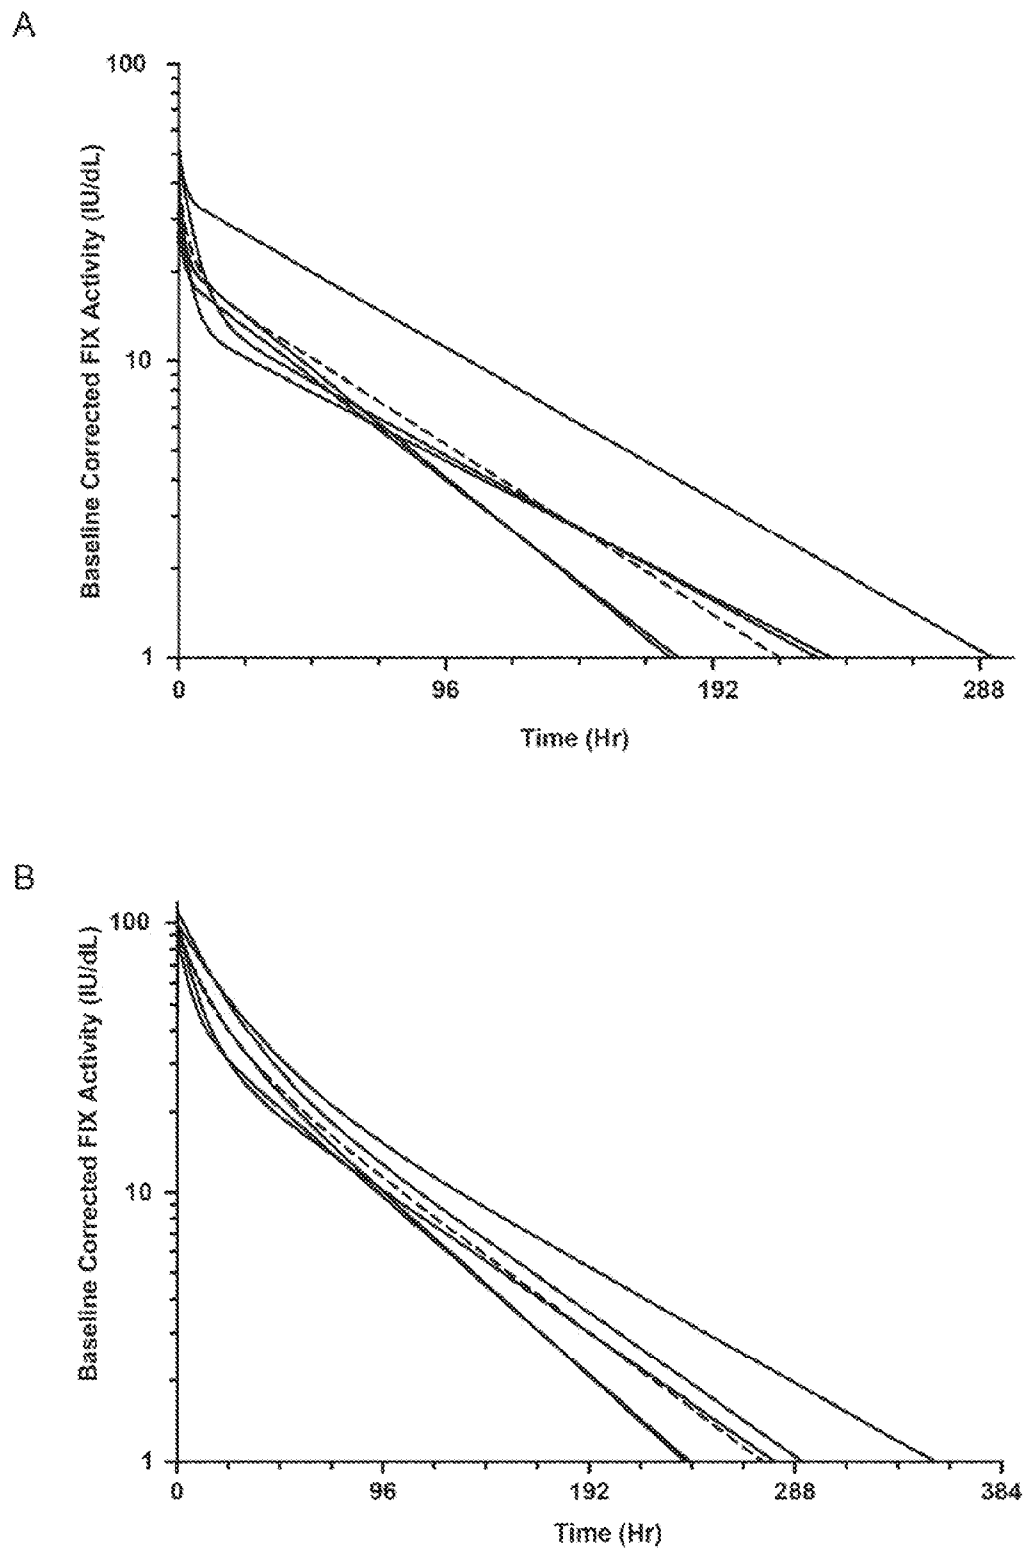 A
100
10
1
Baseline Corrected FIX Activity (IU/dL)
0 96 192 288
Time (Hr)
B
100
10
1
Baseline Corrected FIX Activity (IU/dL)
0 96 192 288 384
Time (Hr)